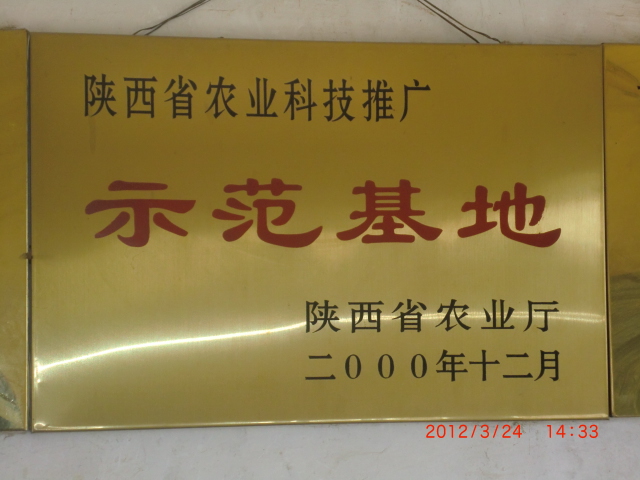 陕西省农业科技推广
示范基地
陕西省农业厅
二000年十二月
2012/3/24 14:33